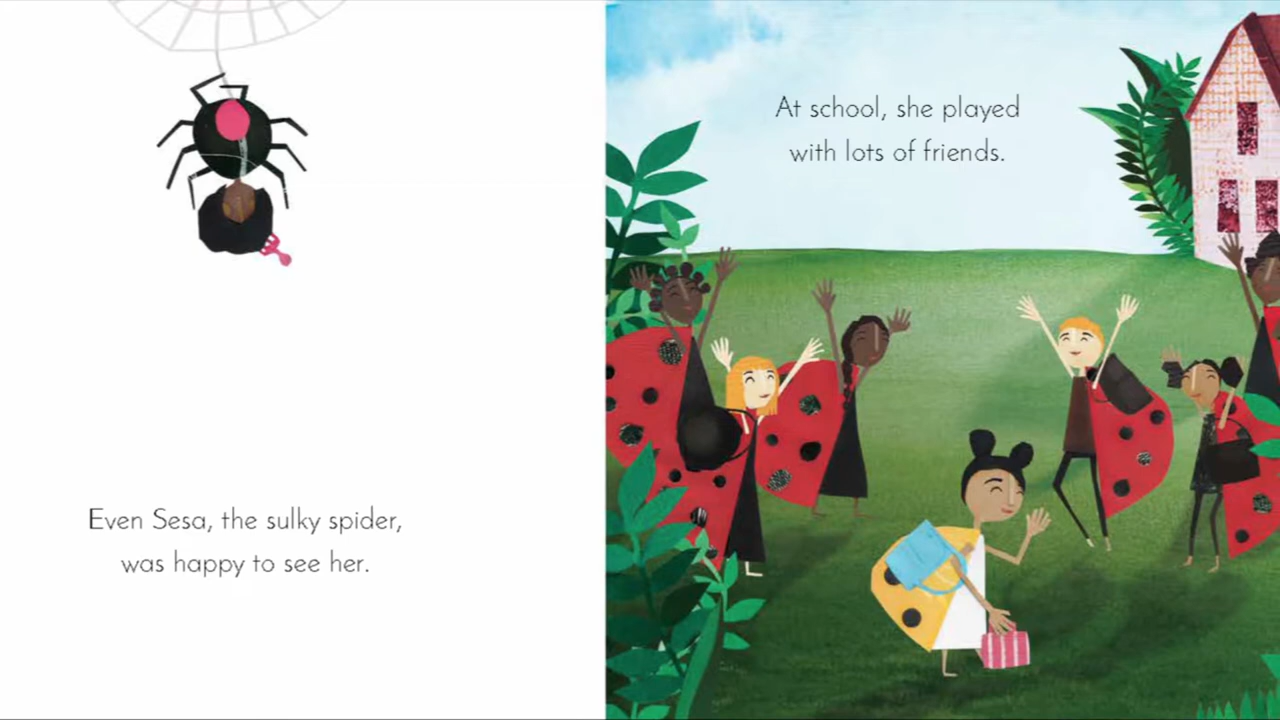 Even Sesa, the sulky spider,
was happy to see her.
At school, she played
with lots of friends.